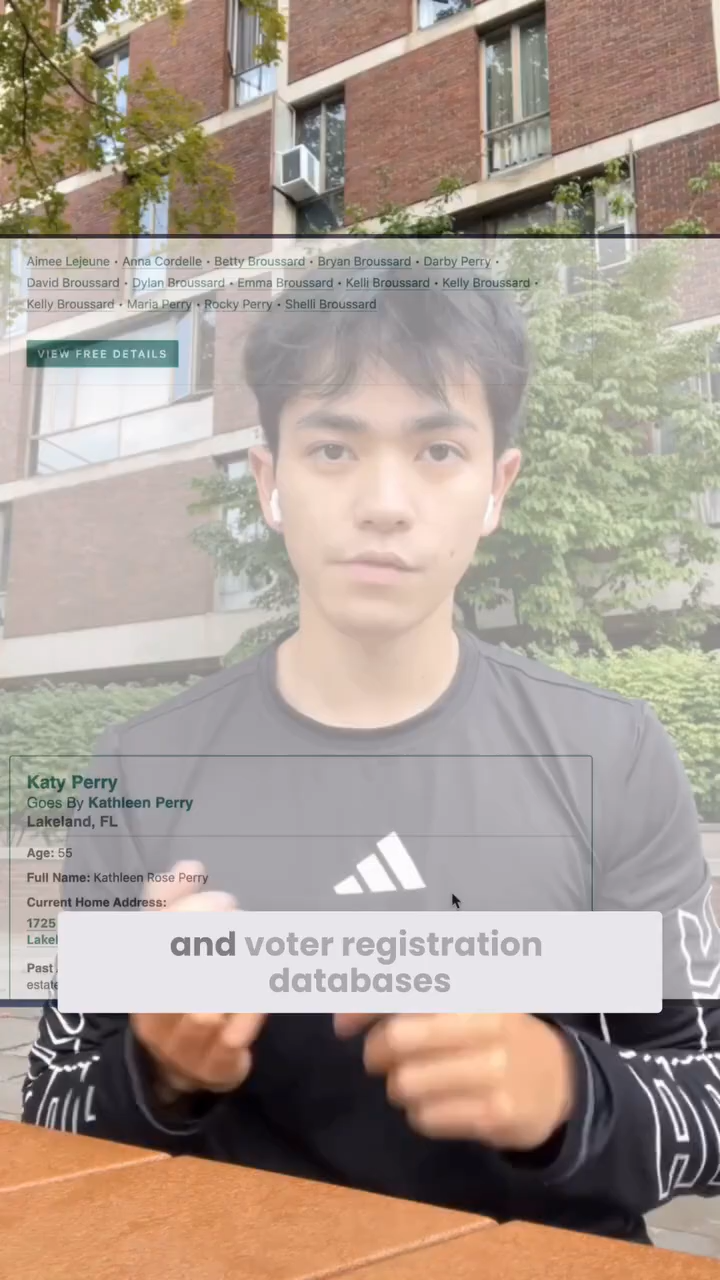 Aimee Lejeune • Anna Cordelle • Betty Broussard • Bryan Broussard • Darby Perry •
David Broussard • Dylan Broussard • Emma Broussard • Kelli Broussard • Kelly Broussard •
Kelly Broussard • Maria Perry • Rocky Perry • Shelli Broussard
VIEW FREE DETAILS
Katy Perry
Goes By Kathleen Perry
Lakeland, FL
Age: 55
Full Name: Kathleen Rose Perry
Current Home Address:
1725
Past
and voter registration
databases